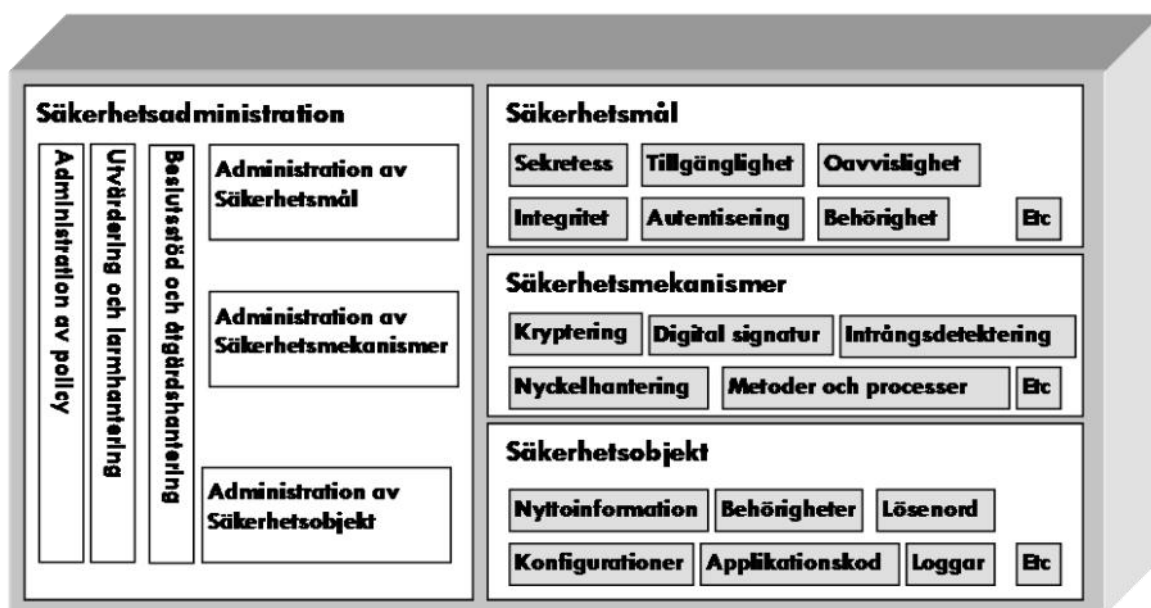 Säkerhetsadministration
Administration av policy
Utvärdering och larmhantering
Beslutsstöd och åtgärdshantering
Administration av
Säkerhetsmål
Administration av
Säkerhetsmekanismer
Administration av
Säkerhetsobjekt
Säkerhetsmål
Sekretess Tillgänglighet Oavvislighet
Integritet Autentisering Behörighet Etc
Säkerhetsmekanismer
Kryptering Digital signatur Intrångsdetektering
Nyckelhantering Metoder och processer Etc
Säkerhetsobjekt
Nyttoinformation Behörigheter Lösenord
Konfigurationer Applikationskod Loggar Etc